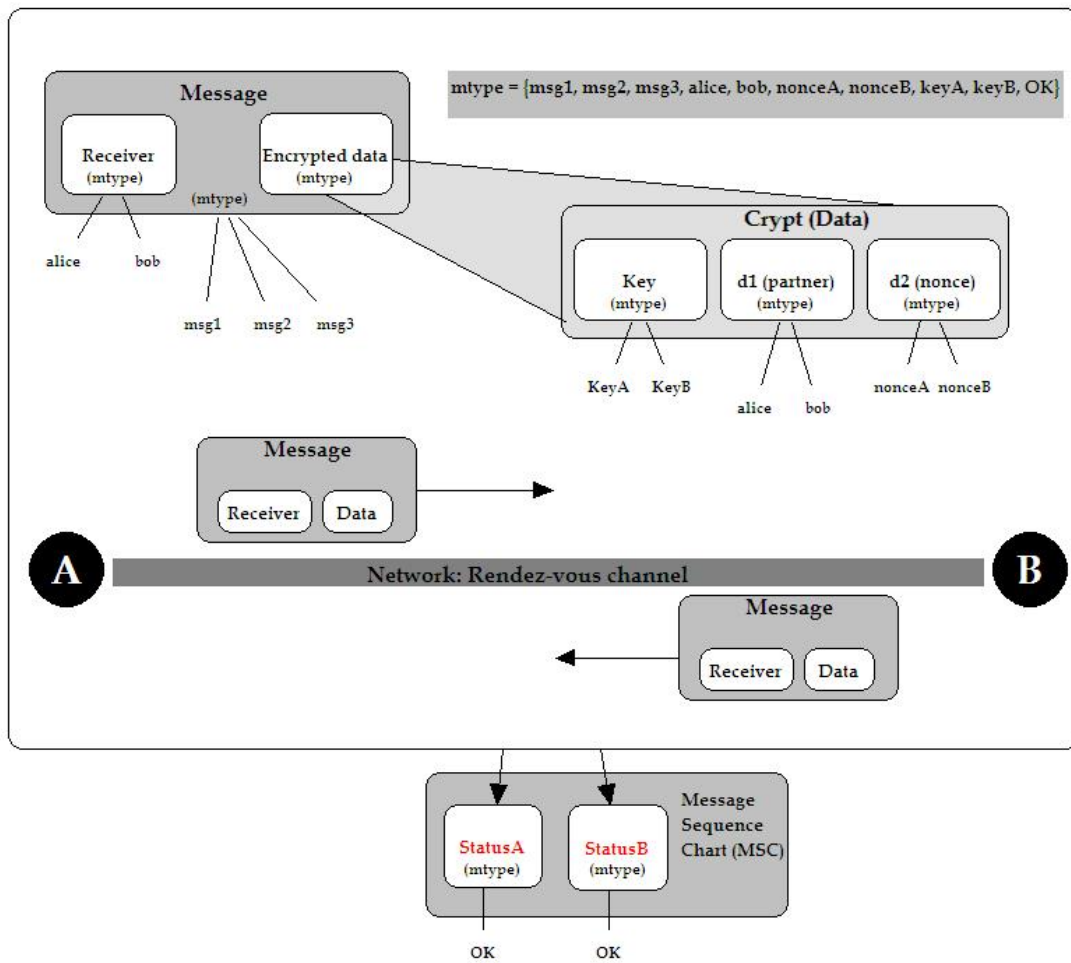 Message
mtype = {msg1, msg2, msg3, alice, bob, nonceA, nonceB, keyA, keyB, OK}
Receiver
(mtype)
Encrypted data
(mtype)
(mtype)
alice
bob
msg1
msg2
msg3
Crypt (Data)
Key
(mtype)
d1 (partner)
(mtype)
d2 (nonce)
(mtype)
KeyA
KeyB
alice
bob
nonceA
nonceB
Message
Receiver
Data
A
Network: Rendez-vous channel
B
Message
Receiver
Data
StatusA
(mtype)
StatusB
(mtype)
Message
Sequence
Chart (MSC)
OK
OK